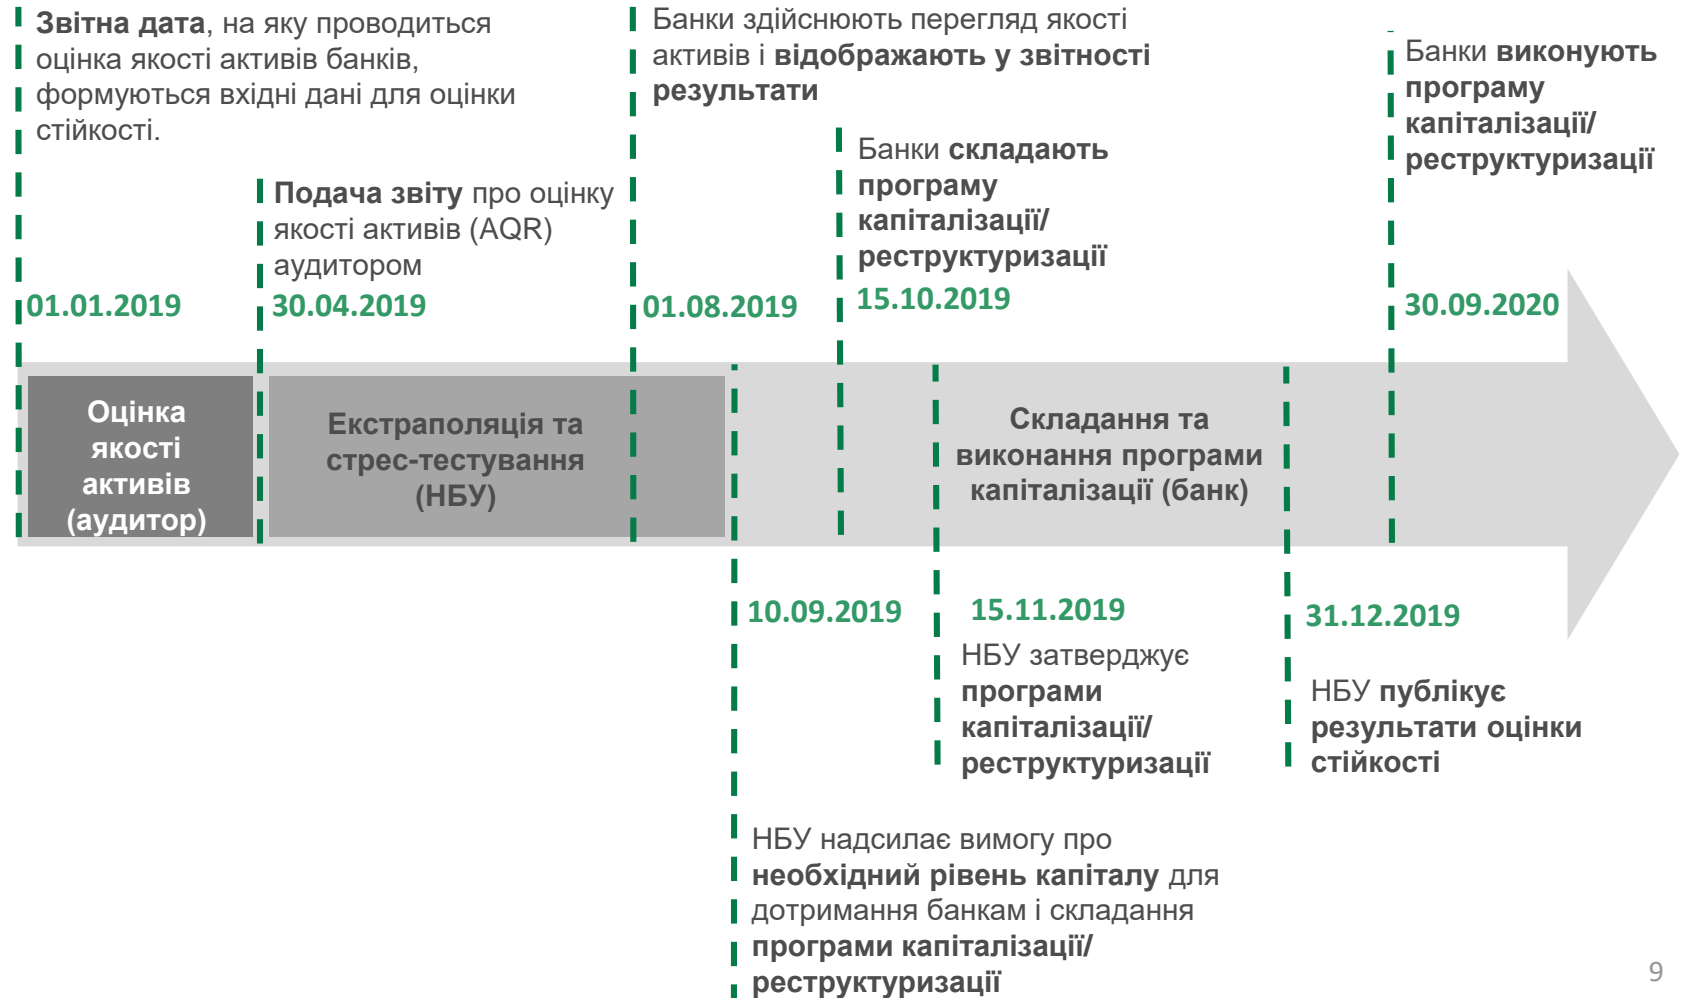 Звітна дата, на яку проводиться
оцінка якості активів банків,
формуються вхідні дані для оцінки
стійкості.
01.01.2019
Подача звіту про оцінку
якості активів (AQR)
аудитором
30.04.2019
Банки здійснюють перегляд якості
активів і відображають у звітності
результати
01.08.2019
Банки складають
програму
капіталізації/
реструктуризації
15.10.2019
Банки виконують
програму
капіталізації/
реструктуризації
30.09.2020
Оцінка
якості
активів
(аудитор)
Екстраполяція та
стрес-тестування
(НБУ)
Складання та
виконання програми
капіталізації (банк)
10.09.2019
НБУ надсилає вимогу про
необхідний рівень капіталу для
дотримання банкам і складання
програми капіталізації/
реструктуризації
15.11.2019
НБУ затверджує
програми
капіталізації/
реструктуризації
31.12.2019
НБУ публікує
результати оцінки
стійкості
9